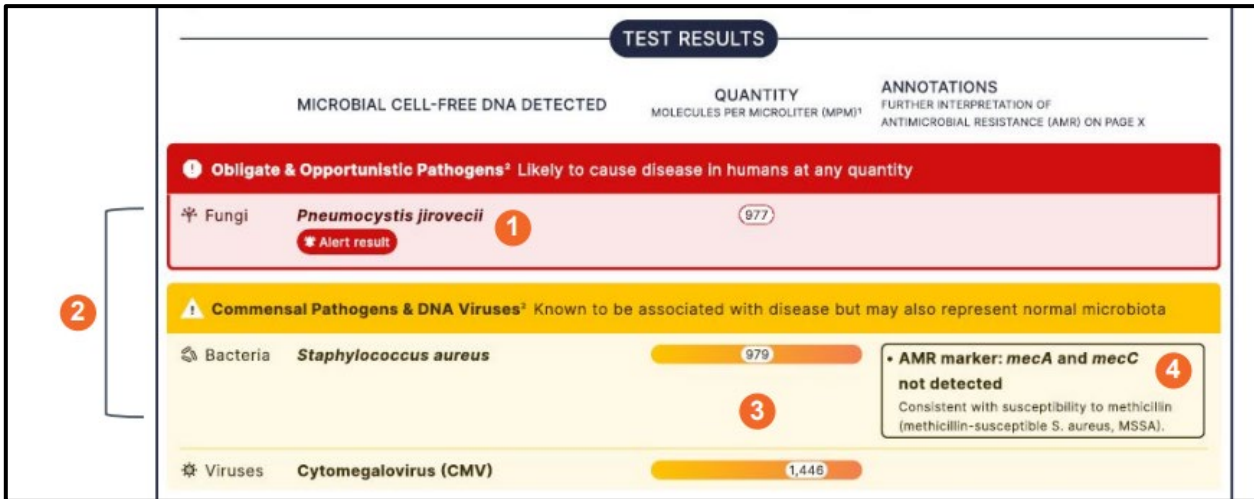 TEST RESULTS
MICROBIAL CELL-FREE DNA DETECTED
QUANTITY
MOLECULES PER MICROLITER (MPM)¹
ANNOTATIONS
FURTHER INTERPRETATION OF
ANTIMICROBIAL RESISTANCE (AMR) ON PAGE X
Obligate & Opportunistic Pathogens² Likely to cause disease in humans at any quantity
Fungi Pneumocystis jirovecii 1 977
Alert result
2
Commensal Pathogens & DNA Viruses² Known to be associated with disease but may also represent normal microbiota
Bacteria Staphylococcus aureus 979
3
• AMR marker: mecA and mecC
not detected
4
Consistent with susceptibility to methicillin
(methicillin-susceptible S. aureus, MSSA).
Viruses Cytomegalovirus (CMV) 1,446